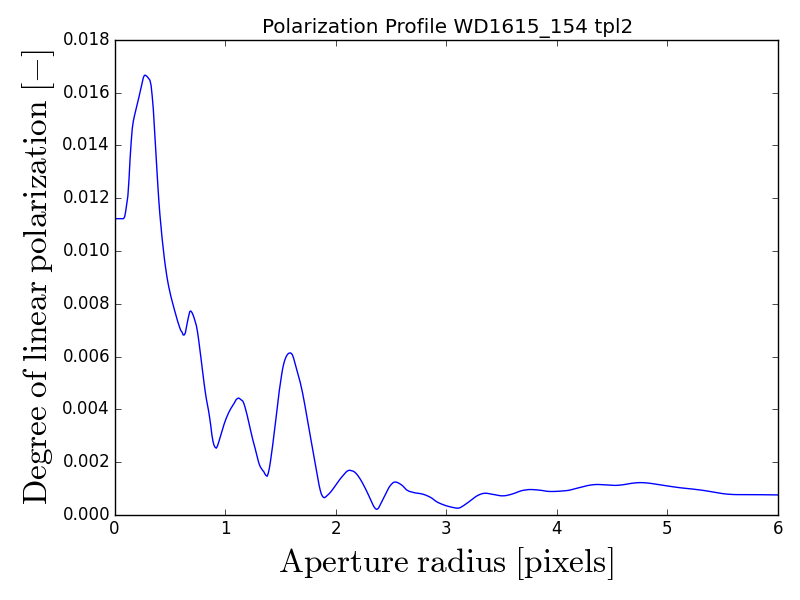 Polarization Profile WD1615_154 tpl2
Degree of linear polarization [−]
0.018
0.016
0.014
0.012
0.010
0.008
0.006
0.004
0.002
0.000
0 1 2 3 4 5 6
Aperture radius [pixels]